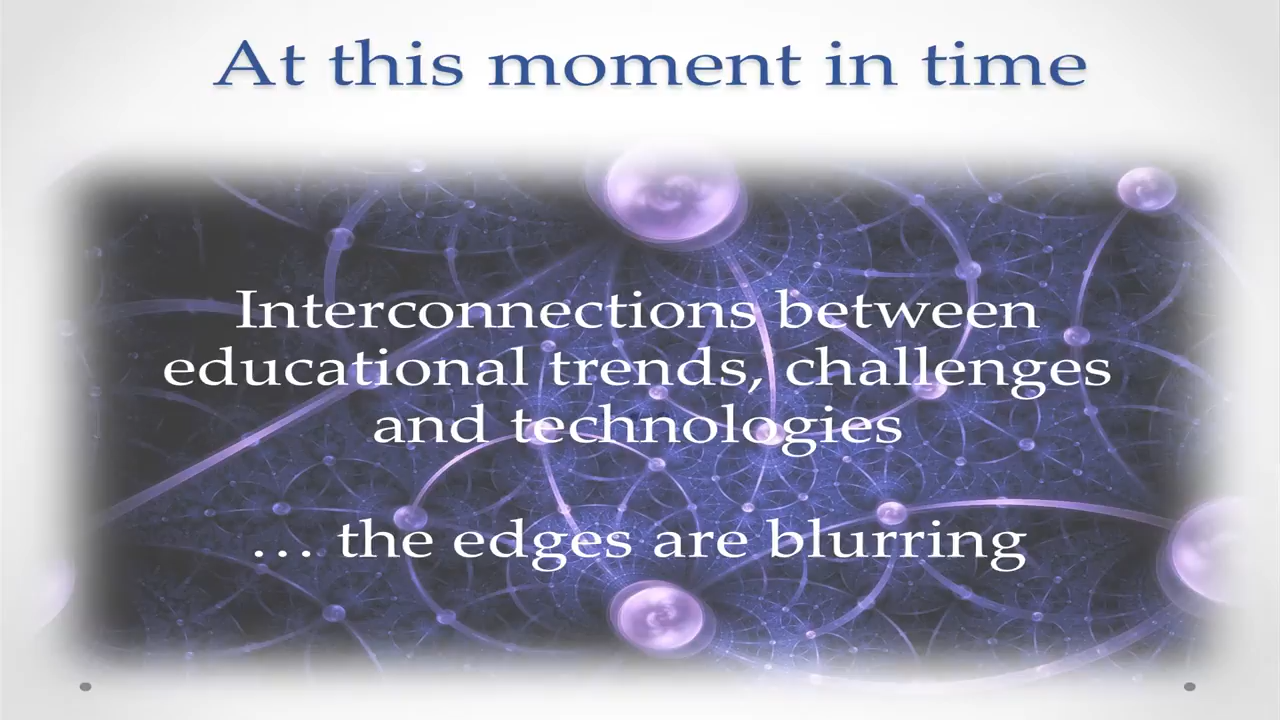 At this moment in time
Interconnections between
educational trends, challenges
and technologies
… the edges are blurring